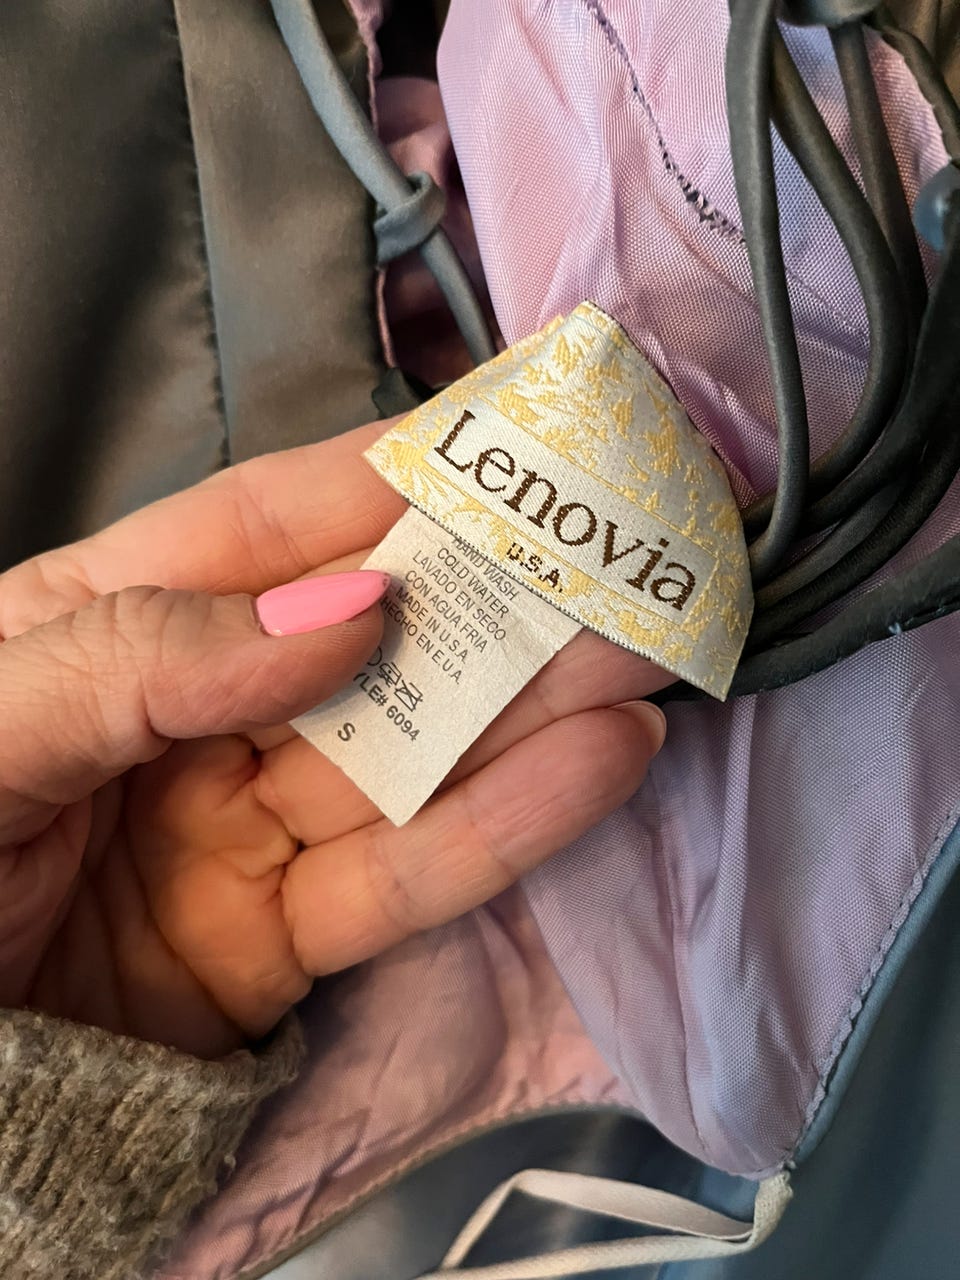 Lenovia
U.S.A.
HAND WASH
COLD WATER
LAVADO EN SECO
CON AGUA FRIA
MADE IN U.S.A.
HECHO EN E.U.A.
YLE# 6094
S